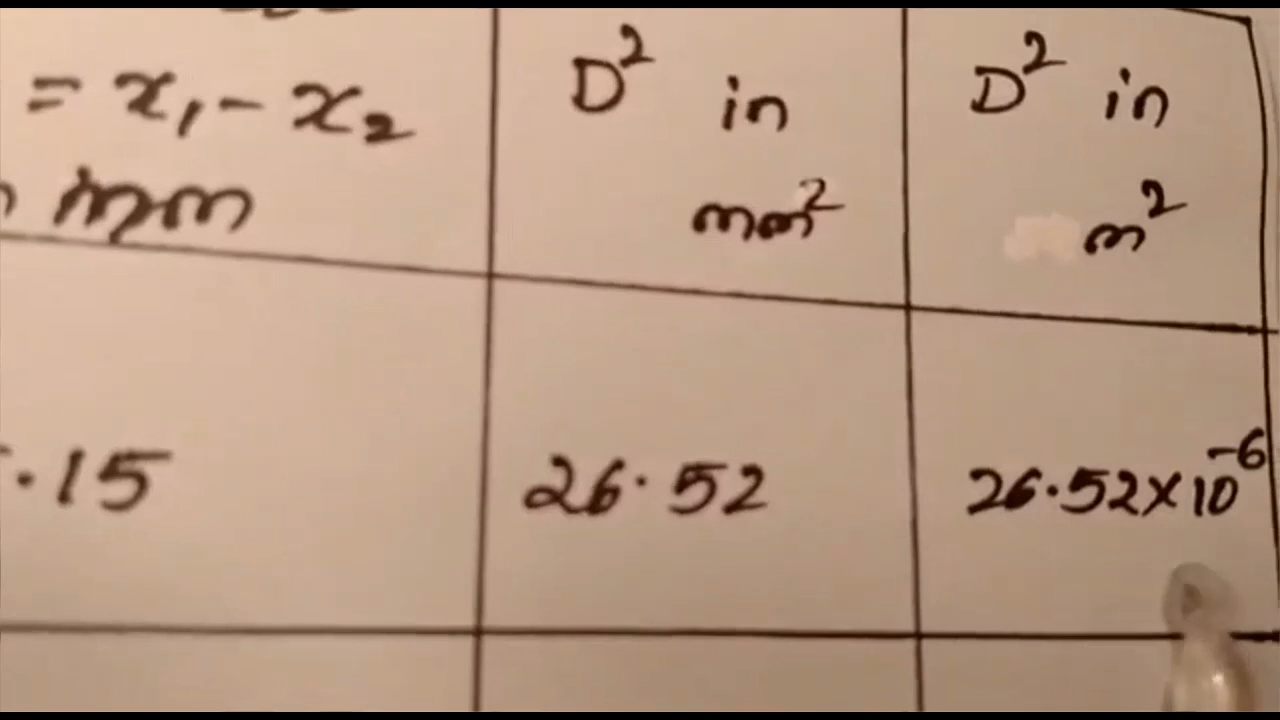 = x₁ - x₂
mm
D² in
mm²
D² in
m²
.15
26.52
26.52×10⁻⁶